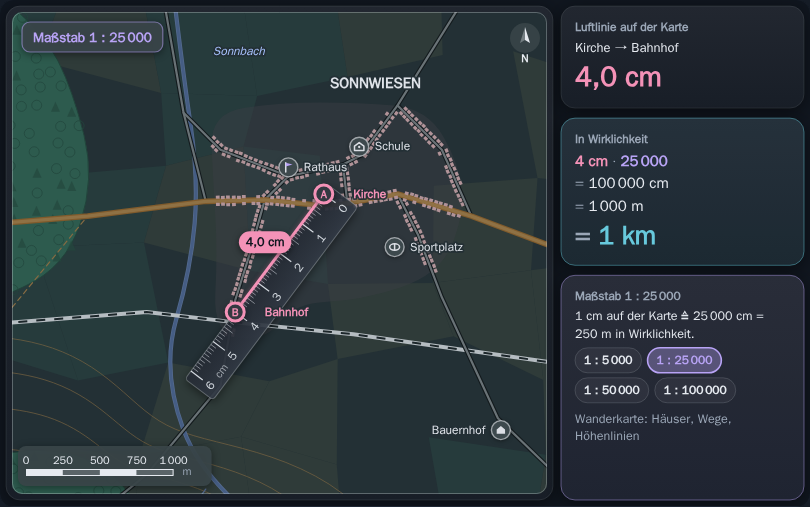 Maßstab 1 : 25 000
Sonnbach
N
SONNWIESEN
Schule
Rathaus
A
Kirche
0
1
4,0 cm
Sportplatz
2
3
B
Bahnhof
4
5
cm
6
Bauernhof
0 250 500 750 1 000
m
Luftlinie auf der Karte
Kirche → Bahnhof
4,0 cm
In Wirklichkeit
4 cm · 25 000
= 100 000 cm
= 1 000 m
= 1 km
Maßstab 1 : 25 000
1 cm auf der Karte ≙ 25 000 cm =
250 m in Wirklichkeit.
1 : 5 000 1 : 25 000
1 : 50 000 1 : 100 000
Wanderkarte: Häuser, Wege,
Höhenlinien